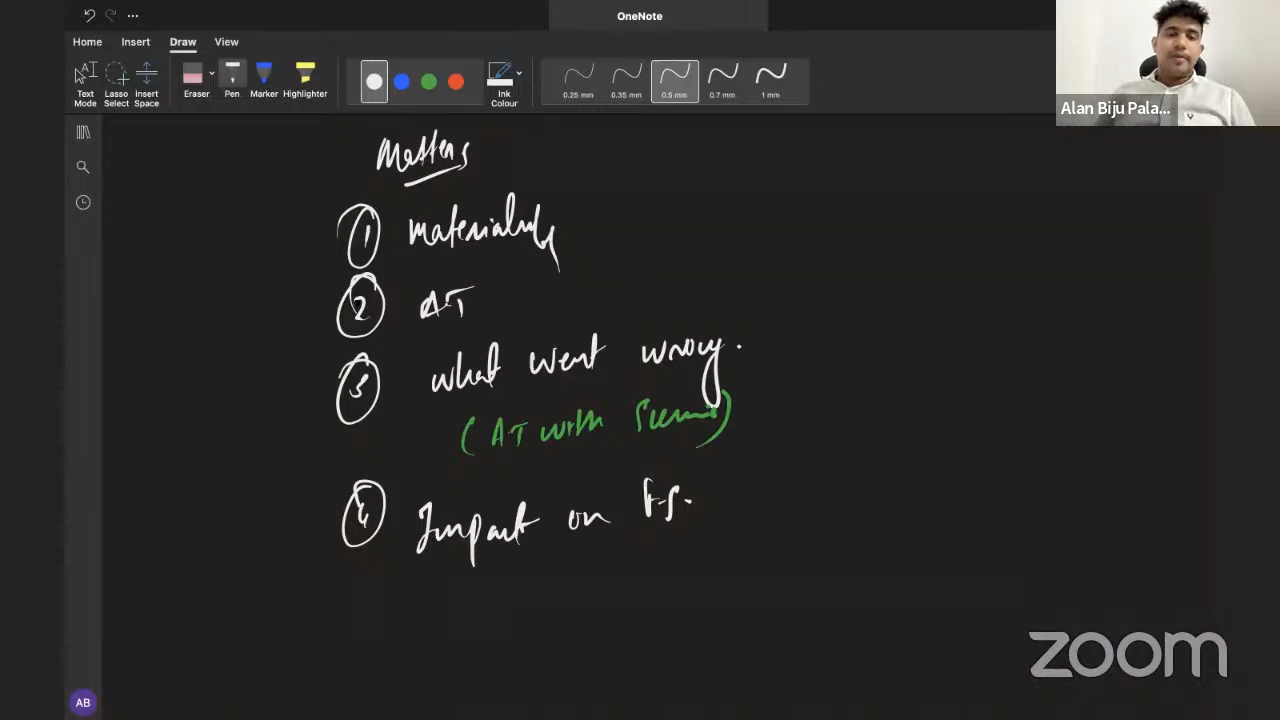 OneNote
Home Insert Draw View
Text Mode Lasso Select Insert Space Eraser Pen Marker Highlighter Ink Colour 0.25 mm 0.35 mm 0.5 mm 0.7 mm 1 mm
Alan Biju Pala...
Matters
1 materiality
2 AT
3 what went wrong.
(AT with
4 Impact on F.S.
zoom
AB